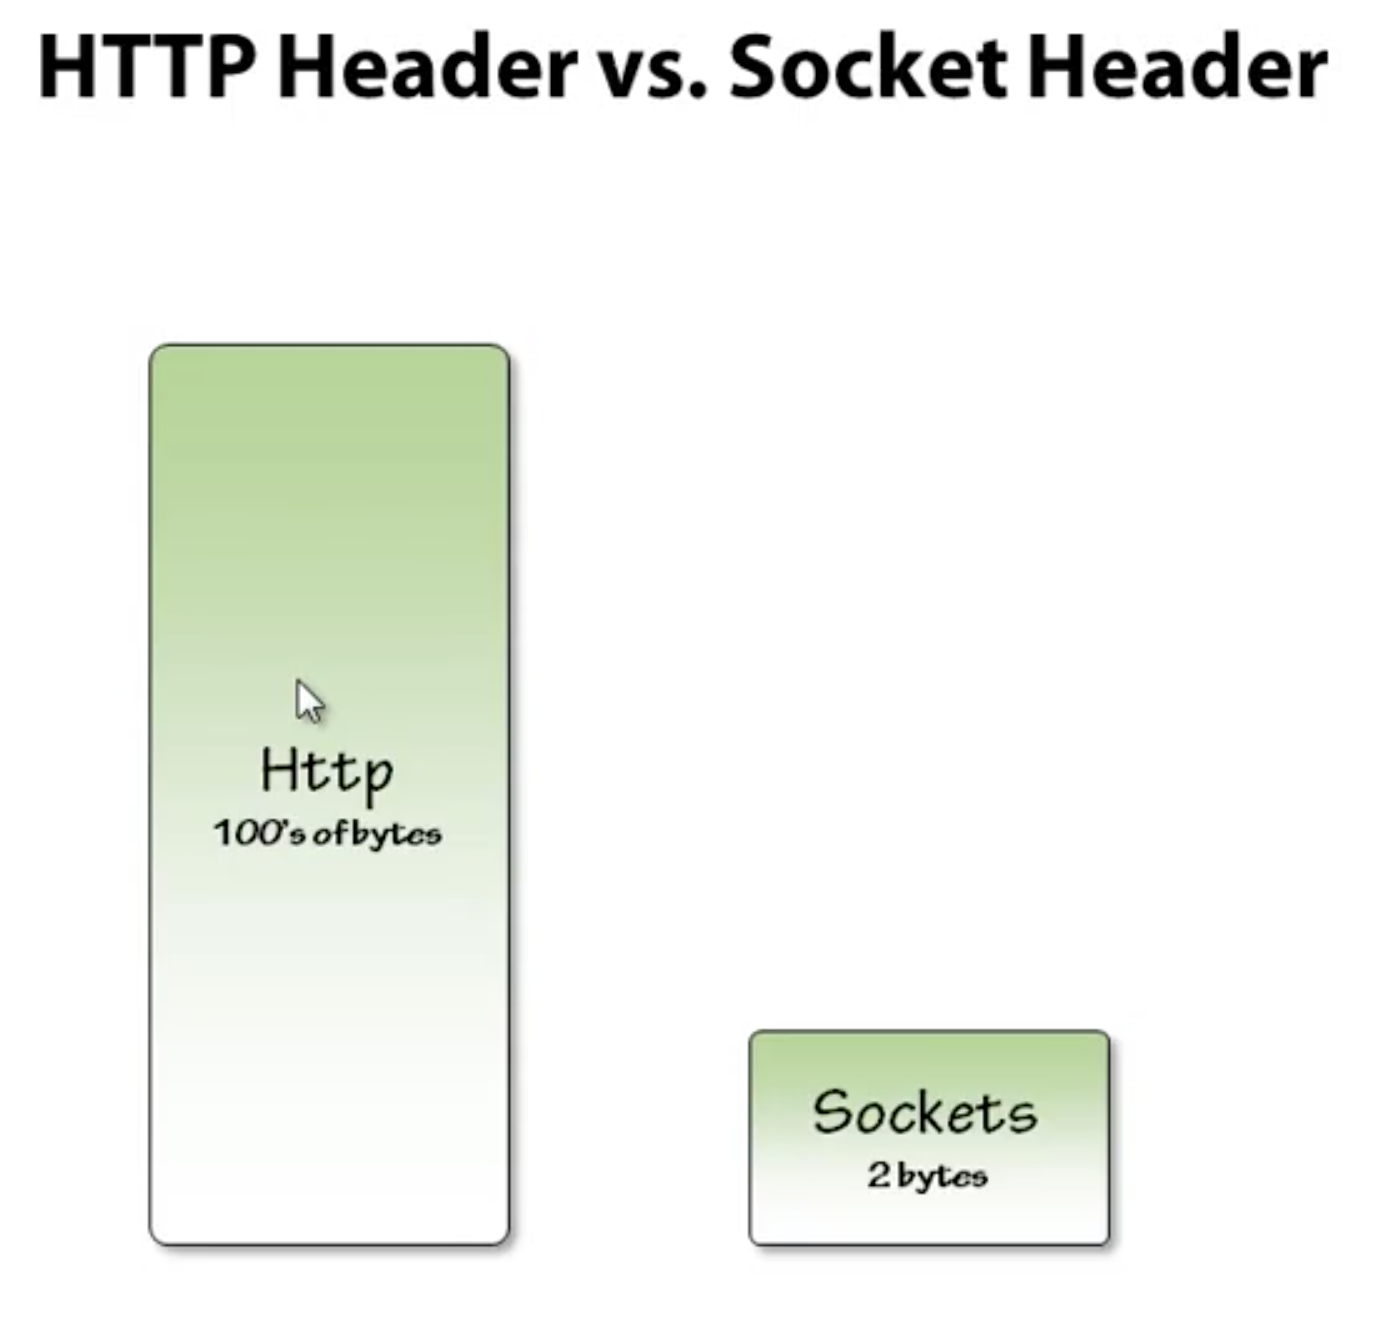 HTTP Header vs. Socket Header
Http
100's of bytes
Sockets
2 bytes